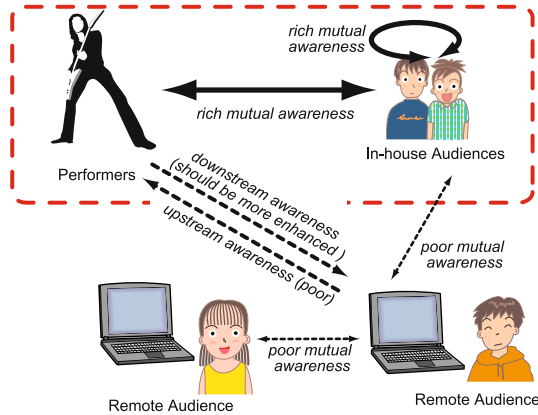 rich mutual
awareness
rich mutual awareness
In-house Audiences
Performers
downstream awareness
(should be more enhanced )
upstream awareness (poor)
poor mutual
awareness
poor mutual
awareness
Remote Audience
Remote Audience